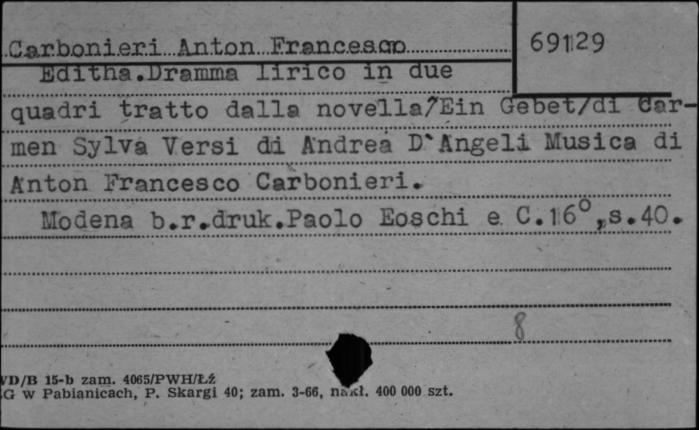 Carbonieri Anton Francesco
69129
Editha.Dramma lirico in due
quadri tratto dalla novella/"Ein Gebet/di Car-
men Sylva Versi di Andrea D`Angeli Musica di
Anton Francesco Carbonieri.
Modena b.r.druk.Paolo Eoschi e C.16°,s.40.
8
VD/B 15-b zam. 4065/PWH/Łź
.G w Pabianicach, P. Skargi 40; zam. 3-66, nakł. 400 000 szt.